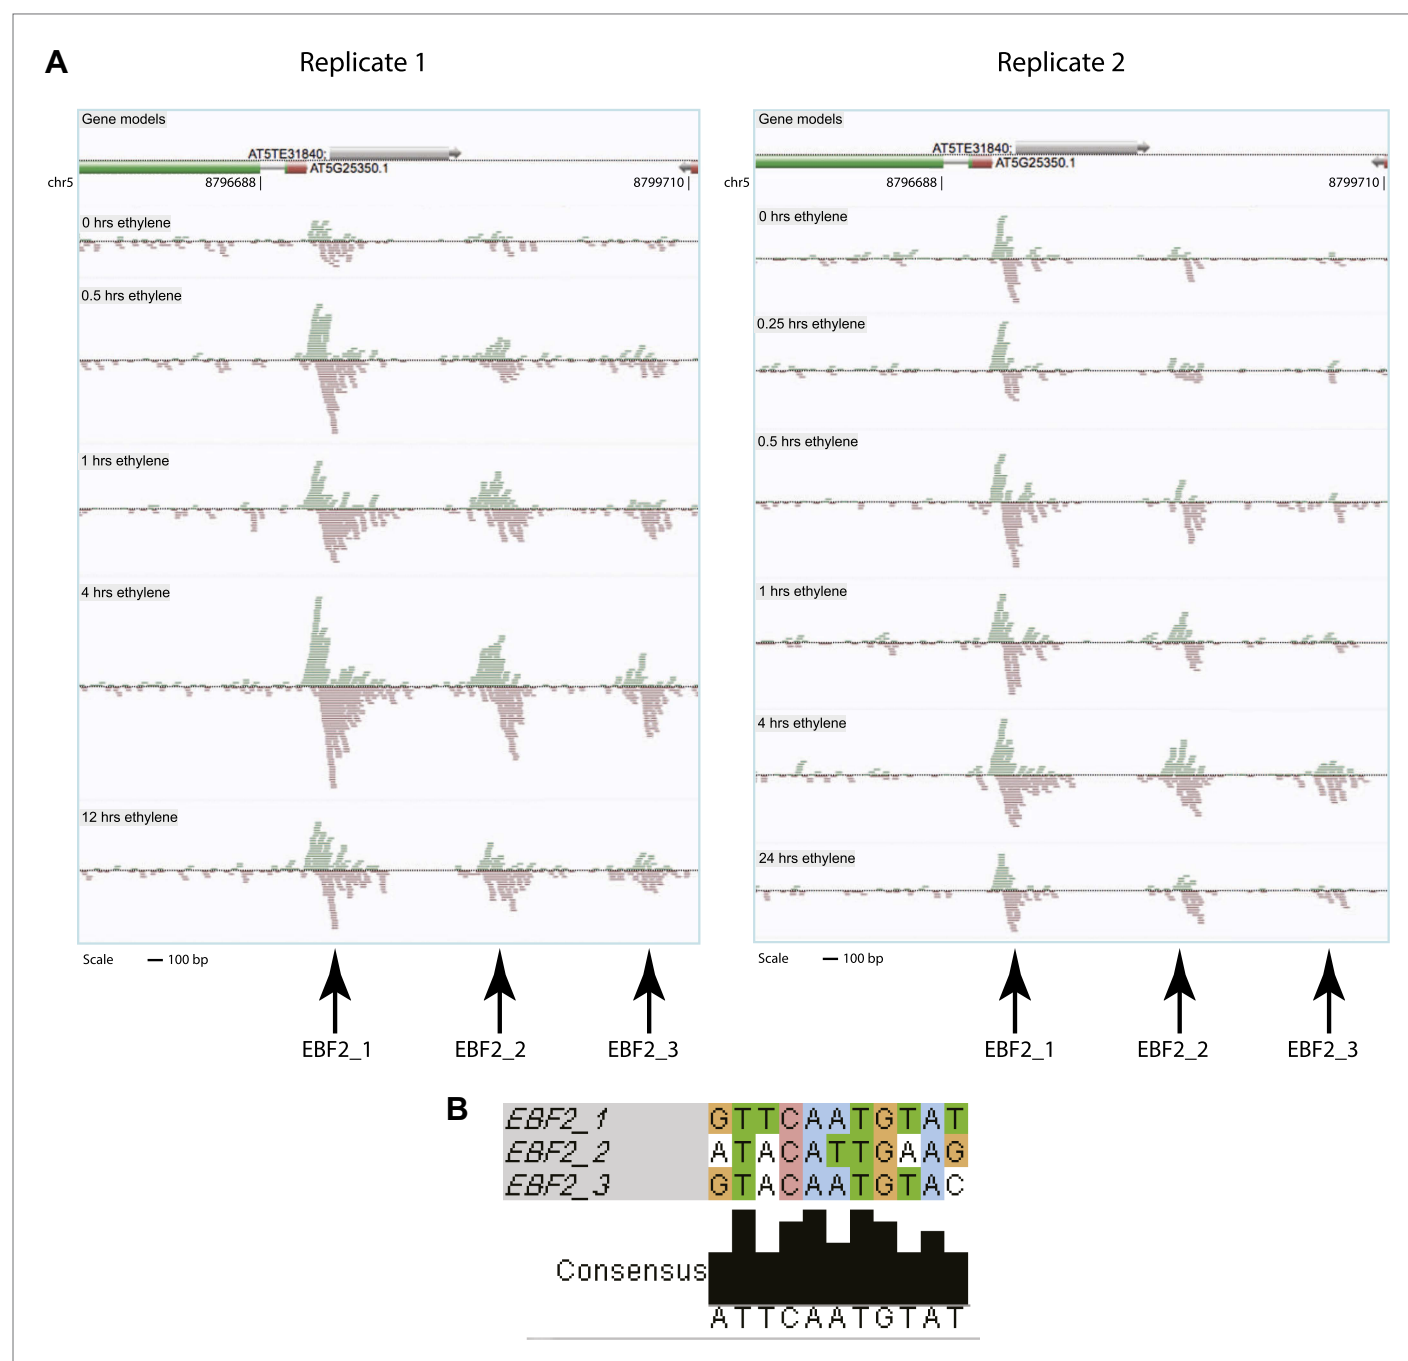 A
Replicate 1
Replicate 2
Gene models
AT5TE31840;
AT5G25350.1
chr5
8796688
8799710
0 hrs ethylene
0.5 hrs ethylene
1 hrs ethylene
4 hrs ethylene
12 hrs ethylene
Scale
100 bp
EBF2_1
EBF2_2
EBF2_3
Gene models
AT5TE31840;
AT5G25350.1
chr5
8796688
8799710
0 hrs ethylene
0.25 hrs ethylene
0.5 hrs ethylene
1 hrs ethylene
4 hrs ethylene
24 hrs ethylene
Scale
100 bp
EBF2_1
EBF2_2
EBF2_3
B
EBF2_1 GTTCAATGTAT
EBF2_2 ATACATTGAAG
EBF2_3 GTACAATGTAC
Consensus
ATTCAATGTAT